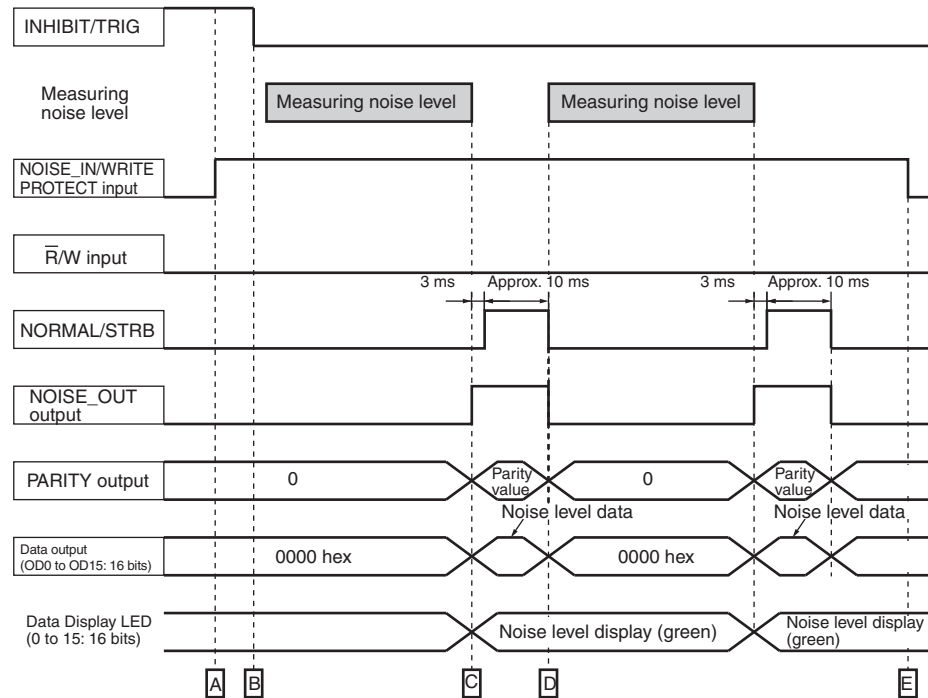 INHIBIT/TRIG
Measuring
noise level
Measuring noise level
Measuring noise level
NOISE_IN/WRITE
PROTECT input
R̅/W input
3 ms
Approx. 10 ms
3 ms
Approx. 10 ms
NORMAL/STRB
NOISE_OUT
output
PARITY output
0
Parity
value
0
Parity
value
Noise level data
Noise level data
Data output
(OD0 to OD15: 16 bits)
0000 hex
0000 hex
Data Display LED
(0 to 15: 16 bits)
Noise level display (green)
Noise level display
(green)
A
B
C
D
E